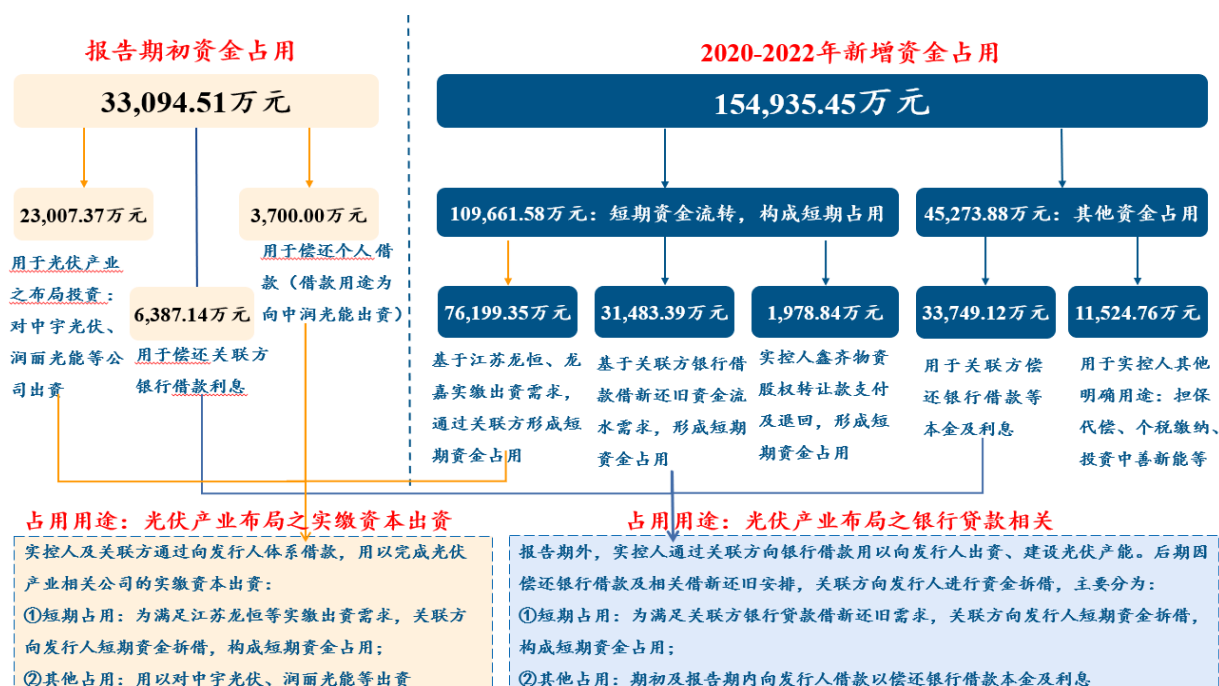 报告期初资金占用
33,094.51万元
23,007.37万元
3,700.00万元
用于光伏产业
之布局投资：
对中宇光伏、
润丽光能等公
司出资
6,387.14万元
用于偿还关联方
银行借款利息
用于偿还个人借
款（借款用途为
向中润光能出资）
2020-2022年新增资金占用
154,935.45万元
109,661.58万元：短期资金流转，构成短期占用
45,273.88万元：其他资金占用
76,199.35万元
31,483.39万元
1,978.84万元
33,749.12万元
11,524.76万元
基于江苏龙恒、龙
嘉实缴出资需求，
通过关联方形成短
期资金占用
基于关联方银行借
款借新还旧资金流
水需求，形成短期
资金占用
实控人鑫齐物资
股权转让款支付
及退回，形成短
期资金占用
用于关联方偿
还银行借款等
本金及利息
用于实控人其他
明确用途：担保
代偿、个税缴纳、
投资中善新能等
占用用途：光伏产业布局之实缴资本出资
实控人及关联方通过向发行人体系借款，用以完成光伏
产业相关公司的实缴资本出资：
①短期占用：为满足江苏龙恒等实缴出资需求，关联方
向发行人短期资金拆借，构成短期资金占用；
②其他占用：用以对中宇光伏、润丽光能等出资
占用用途：光伏产业布局之银行贷款相关
报告期外，实控人通过关联方向银行借款用以向发行人出资、建设光伏产能。后期因
偿还银行借款及相关借新还旧安排，关联方向发行人进行资金拆借，主要分为：
①短期占用：为满足关联方银行贷款借新还旧需求，关联方向发行人短期资金拆借，
构成短期资金占用；
②其他占用：期初及报告期内向发行人借款以偿还银行借款本金及利息